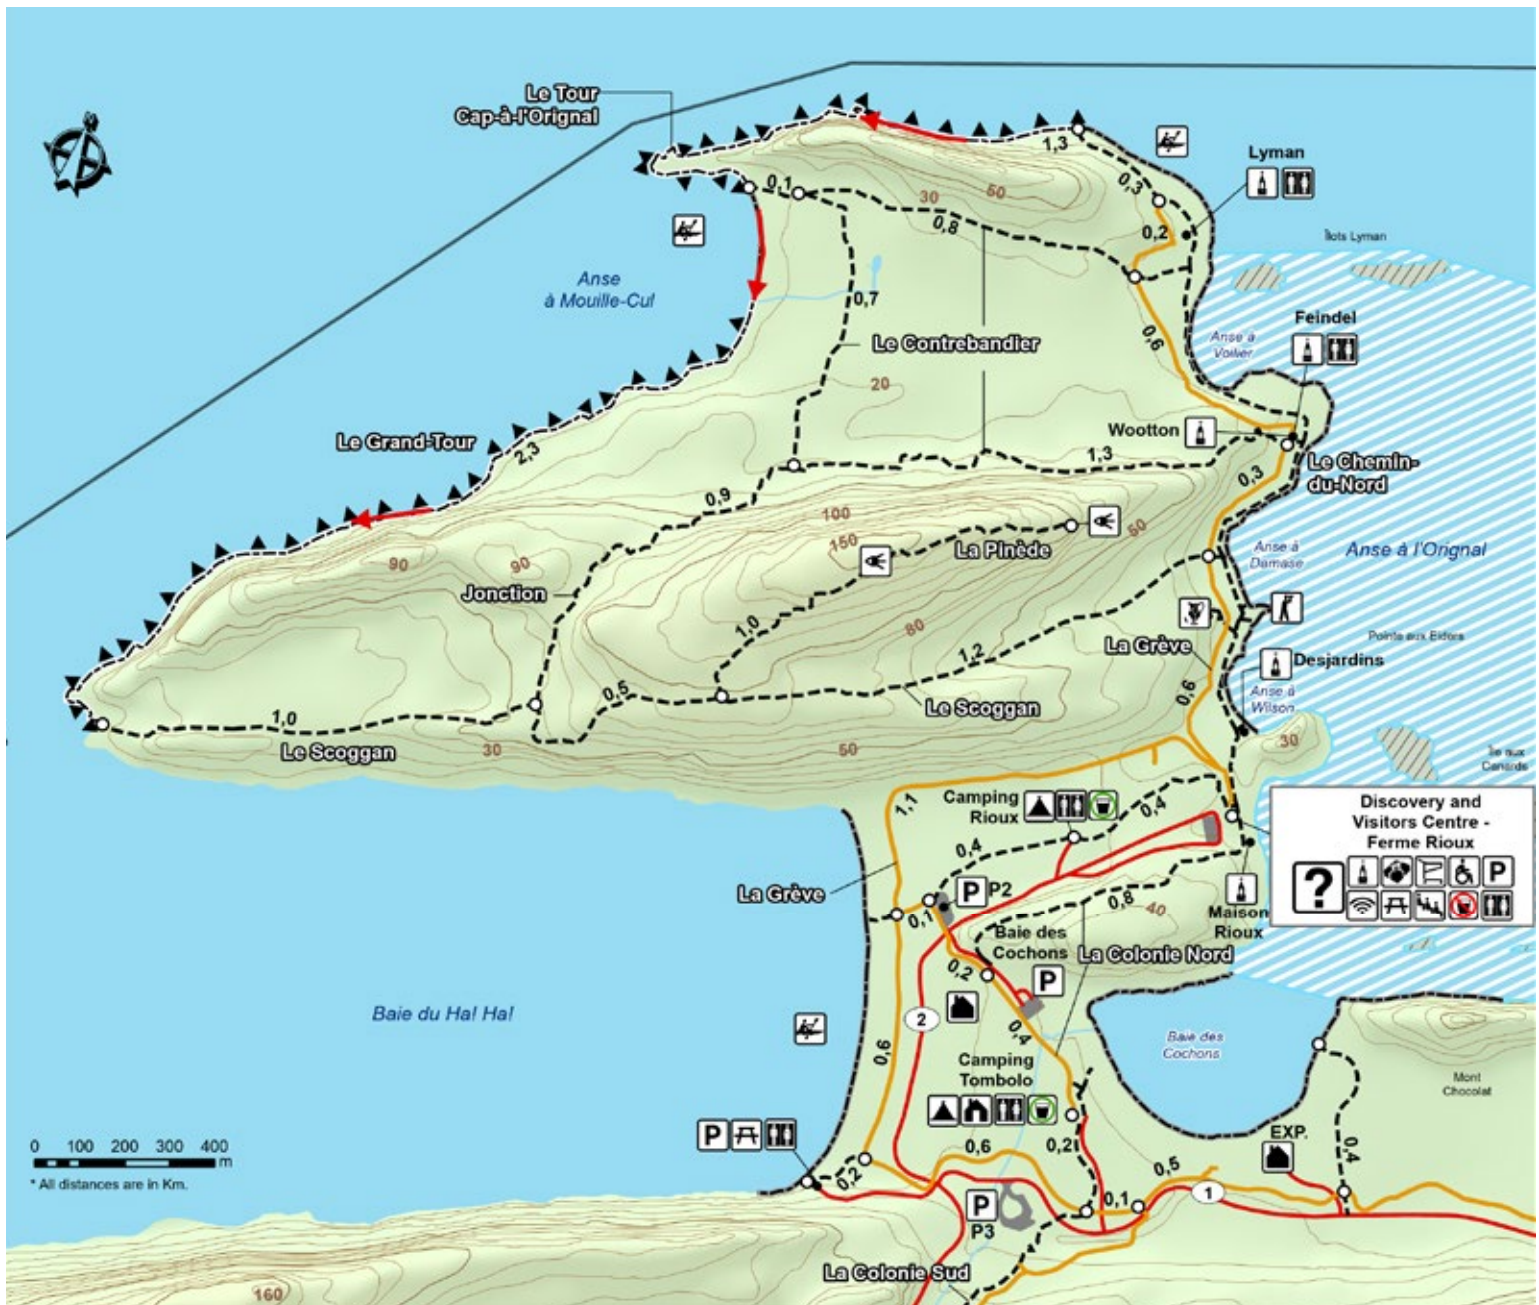 Le Tour
Cap-à-l'Orignal
1,3
0,3
Lyman
0,1
30
50
0,8
0,2
Îlots Lyman
Anse
à Mouille-Cul
0,7
Feindel
Le Contrebandier
0,6
Anse à
Voilier
20
Le Grand-Tour
2,3
Wootton
1,3
Le Chemin-
du-Nord
0,3
0,9
100
150
50
La Pinède
Anse à
Damase
Anse à l'Orignal
90
90
Jonction
1,0
80
La Grève
Pointe aux Eiders
1,2
Desjardins
0,5
0,6
Anse à
Wilson
1,0
Le Scoggan
Le Scoggan
30
50
30
Île aux
Canards
Camping
Rioux
1,1
0,4
0,4
Discovery and
Visitors Centre -
Ferme Rioux
?
P
La Grève
P
P2
0,1
0,8
40
Maison
Rioux
Baie des
Cochons
La Colonie Nord
0,2
P
Baie du Ha! Ha!
2
0,4
0,6
Baie des
Cochons
Camping
Tombolo
Mont
Chocolat
P
0,6
0,2
EXP.
0,4
0 100 200 300 400
m
* All distances are in Km.
0,2
0,5
P
P3
0,1
1
La Colonie Sud
160